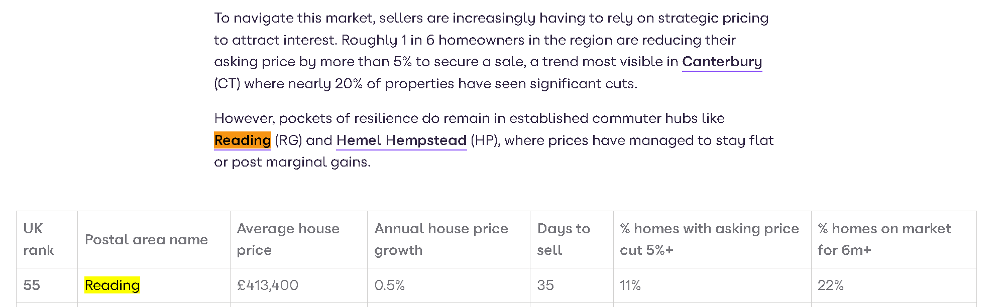 To navigate this market, sellers are increasingly having to rely on strategic pricing
to attract interest. Roughly 1 in 6 homeowners in the region are reducing their
asking price by more than 5% to secure a sale, a trend most visible in Canterbury
(CT) where nearly 20% of properties have seen significant cuts.
However, pockets of resilience do remain in established commuter hubs like
Reading (RG) and Hemel Hempstead (HP), where prices have managed to stay flat
or post marginal gains.
UK rank
Postal area name
Average house price
Annual house price growth
Days to sell
% homes with asking price cut 5%+
% homes on market for 6m+
55 Reading £413,400 0.5% 35 11% 22%